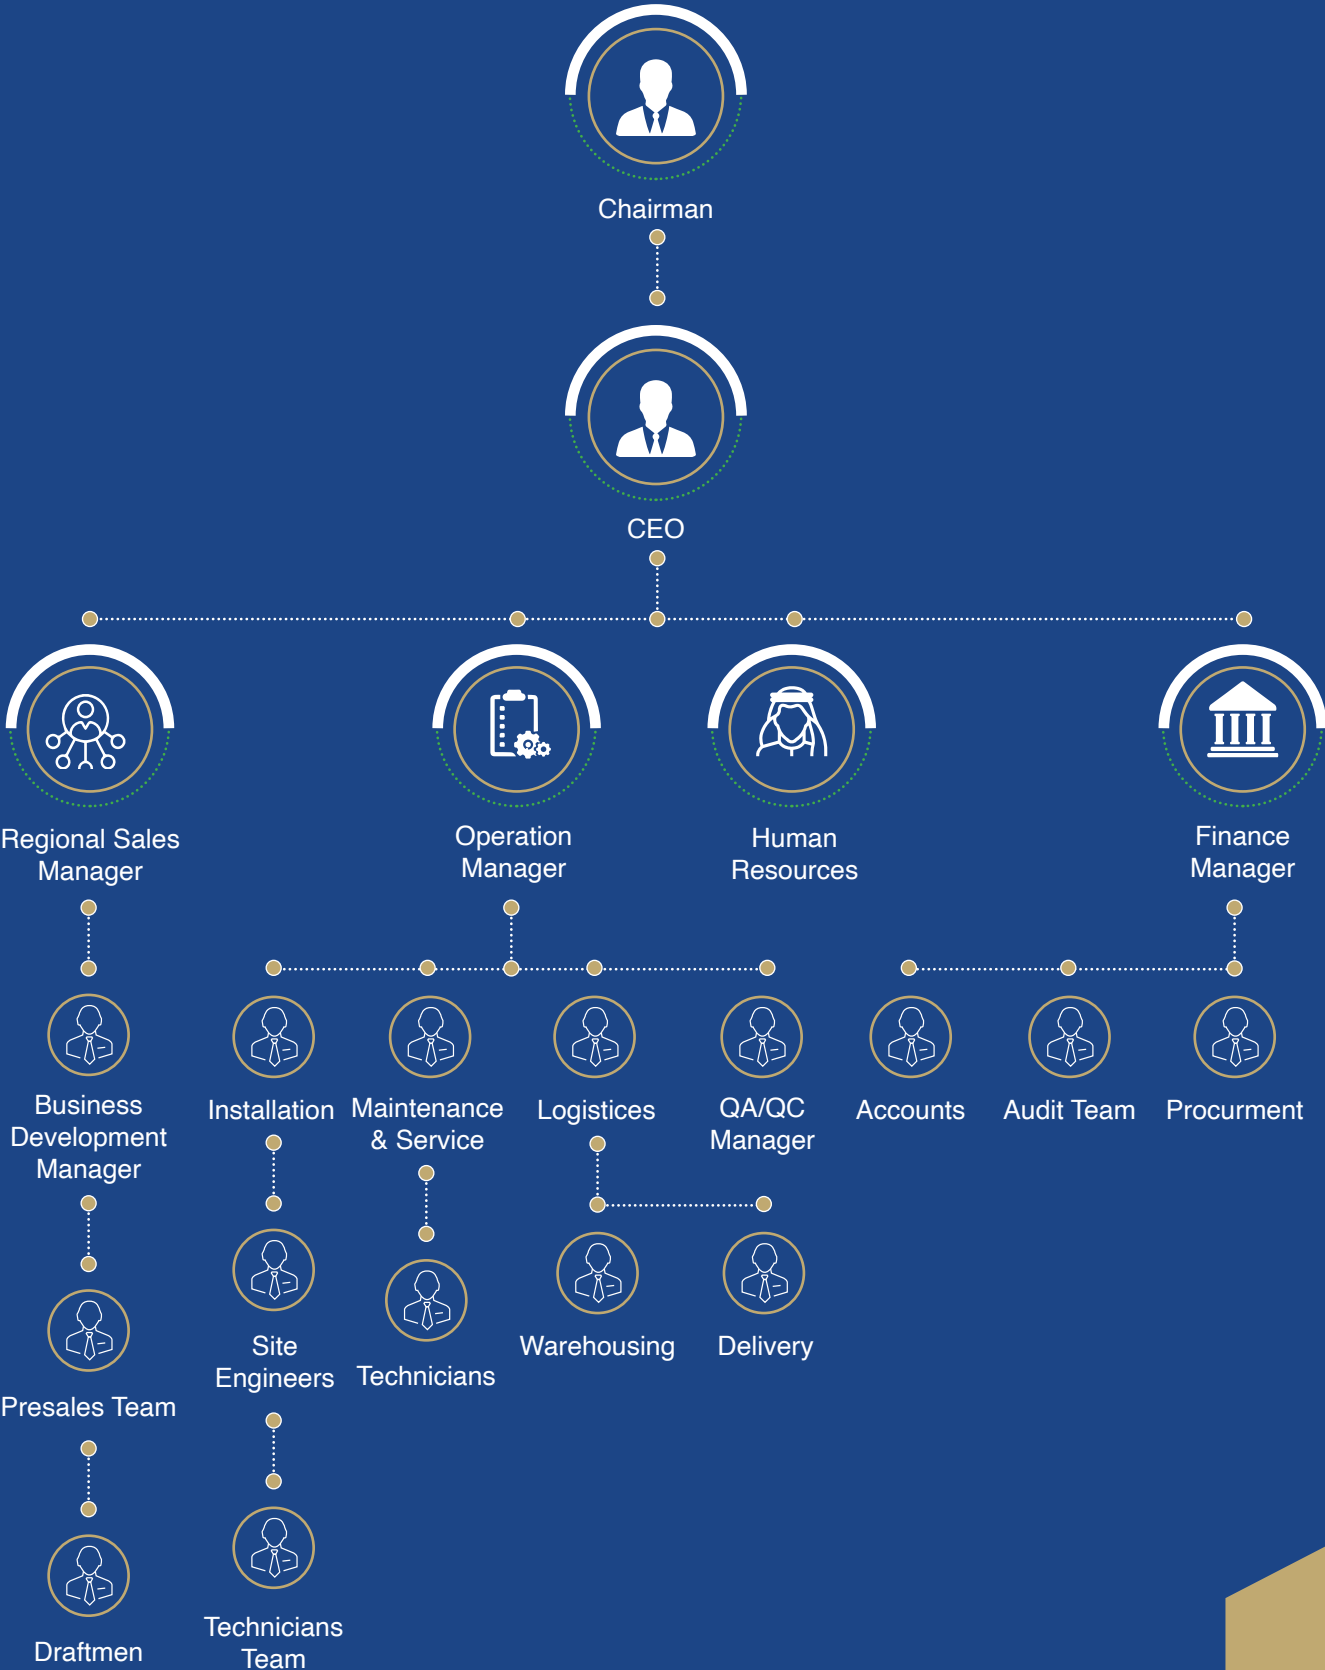 Chairman
CEO
Regional Sales
Manager
Operation
Manager
Human
Resources
Finance
Manager
Business
Development
Manager
Installation
Maintenance
& Service
Logistices
QA/QC
Manager
Accounts
Audit Team
Procurment
Site
Engineers
Technicians
Warehousing
Delivery
Presales Team
Draftmen
Technicians
Team